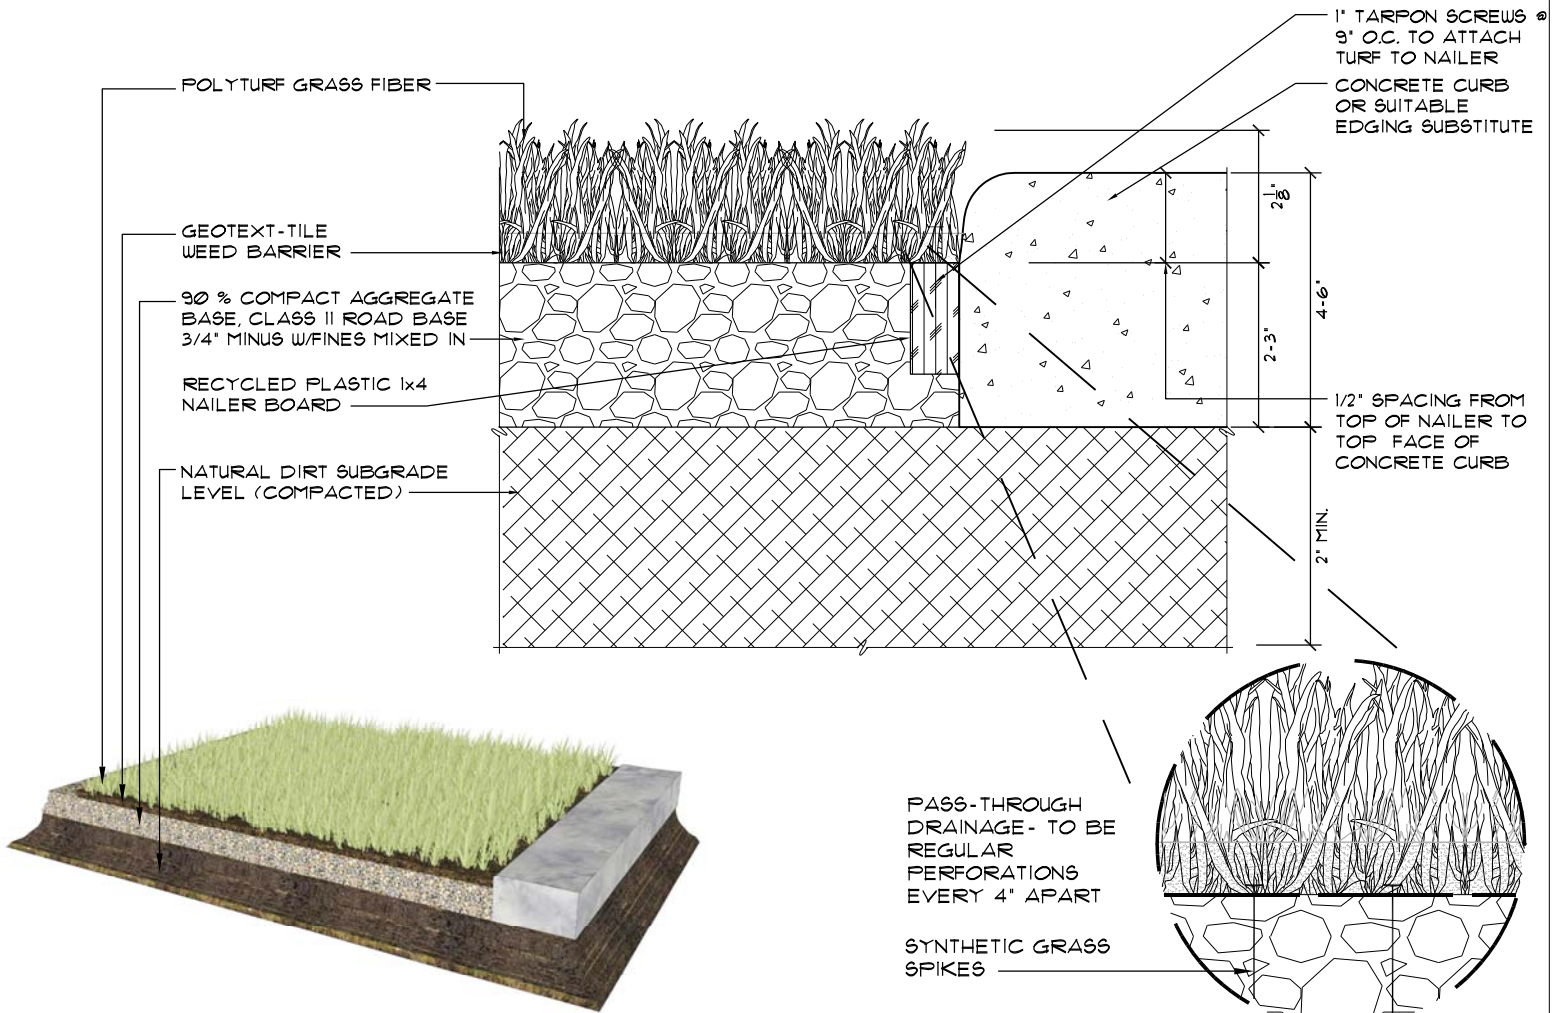 POLYTURF GRASS FIBER
GEOTEXT-TILE
WEED BARRIER
90 % COMPACT AGGREGATE
BASE, CLASS II ROAD BASE
3/4" MINUS W/FINES MIXED IN
RECYCLED PLASTIC 1x4
NAILER BOARD
NATURAL DIRT SUBGRADE
LEVEL (COMPACTED)
1" TARPON SCREWS @
9" O.C. TO ATTACH
TURF TO NAILER
CONCRETE CURB
OR SUITABLE
EDGING SUBSTITUTE
2 1/8"
4-6"
2-3"
1/2" SPACING FROM
TOP OF NAILER TO
TOP FACE OF
CONCRETE CURB
2" MIN.
PASS-THROUGH
DRAINAGE- TO BE
REGULAR
PERFORATIONS
EVERY 4" APART
SYNTHETIC GRASS
SPIKES